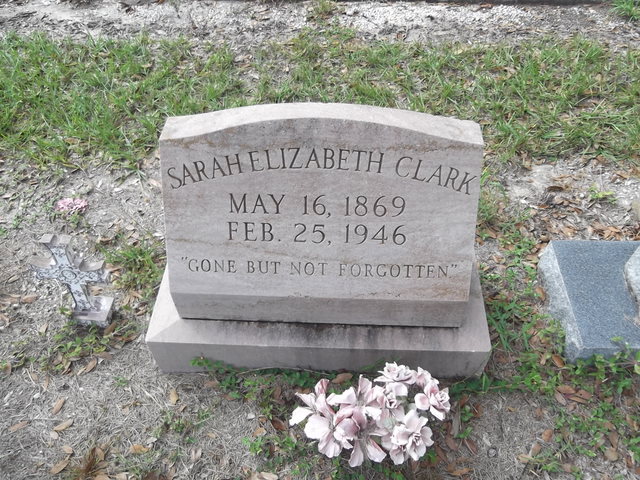 SARAH ELIZABETH CLARK
MAY 16, 1869
FEB. 25, 1946
"GONE BUT NOT FORGOTTEN"